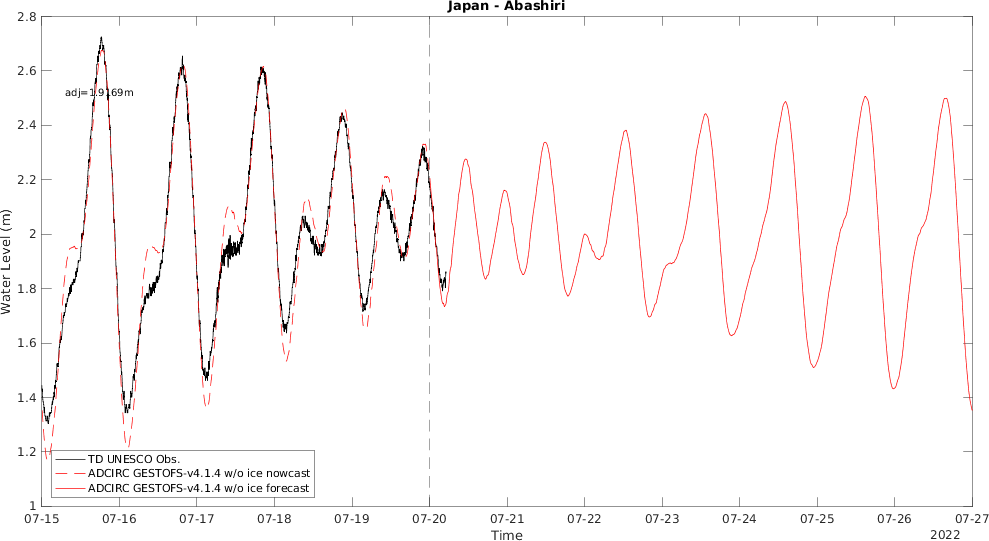 Japan - Abashiri
2.8
2.6
2.4
2.2
2
1.8
1.6
1.4
1.2
1
Water Level (m)
adj=1.9169m
TD UNESCO Obs.
ADCIRC GESTOFS-v4.1.4 w/o ice nowcast
ADCIRC GESTOFS-v4.1.4 w/o ice forecast
07-15 07-16 07-17 07-18 07-19 07-20 07-21 07-22 07-23 07-24 07-25 07-26 07-27
Time
2022